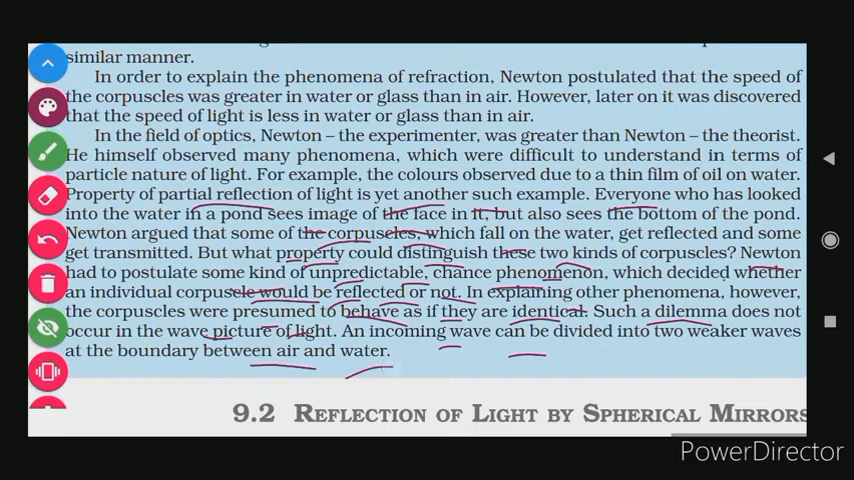 similar manner.
In order to explain the phenomena of refraction, Newton postulated that the speed of
the corpuscles was greater in water or glass than in air. However, later on it was discovered
that the speed of light is less in water or glass than in air.
In the field of optics, Newton – the experimenter, was greater than Newton – the theorist.
He himself observed many phenomena, which were difficult to understand in terms of
particle nature of light. For example, the colours observed due to a thin film of oil on water.
Property of partial reflection of light is yet another such example. Everyone who has looked
into the water in a pond sees image of the face in it, but also sees the bottom of the pond.
Newton argued that some of the corpuscles, which fall on the water, get reflected and some
get transmitted. But what property could distinguish these two kinds of corpuscles? Newton
had to postulate some kind of unpredictable, chance phenomenon, which decided whether
an individual corpuscle would be reflected or not. In explaining other phenomena, however,
the corpuscles were presumed to behave as if they are identical. Such a dilemma does not
occur in the wave picture of light. An incoming wave can be divided into two weaker waves
at the boundary between air and water.
9.2 REFLECTION OF LIGHT BY SPHERICAL MIRRORS
PowerDirector